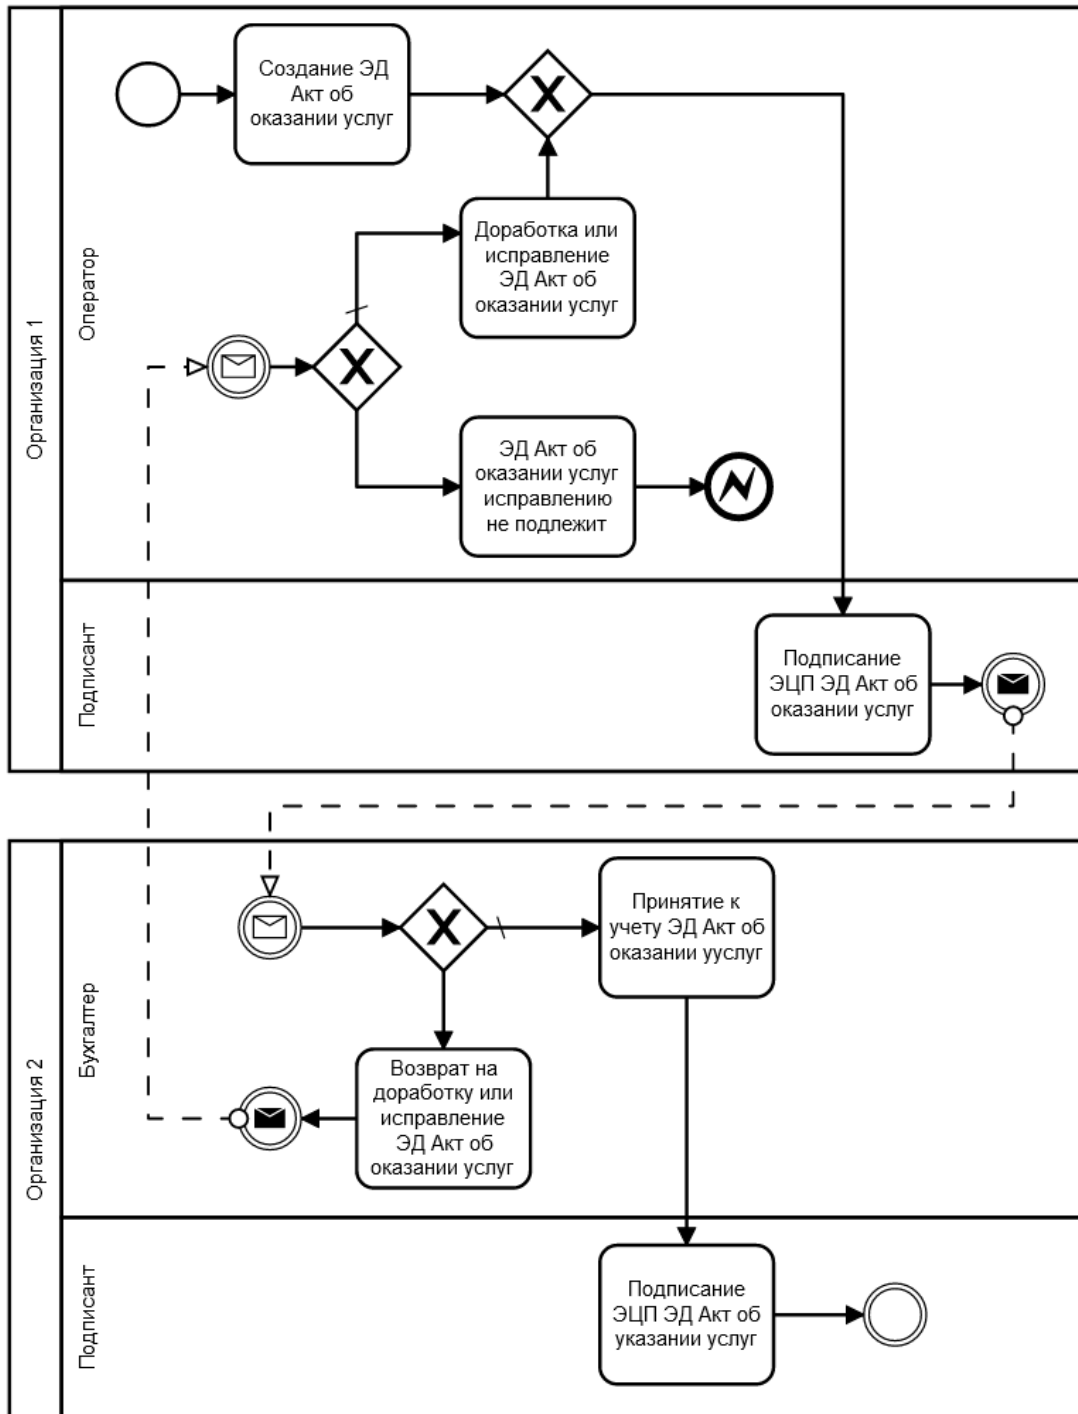 Организация 1
Оператор
Создание ЭД
Акт об
оказании услуг
Доработка или
исправление
ЭД Акт об
оказании услуг
ЭД Акт об
оказании услуг
исправлению
не подлежит
Подписант
Подписание
ЭЦП ЭД Акт об
оказании услуг
Организация 2
Бухгалтер
Принятие к
учету ЭД Акт об
оказании ууслуг
Возврат на
доработку или
исправление
ЭД Акт об
оказании услуг
Подписант
Подписание
ЭЦП ЭД Акт об
указании услуг